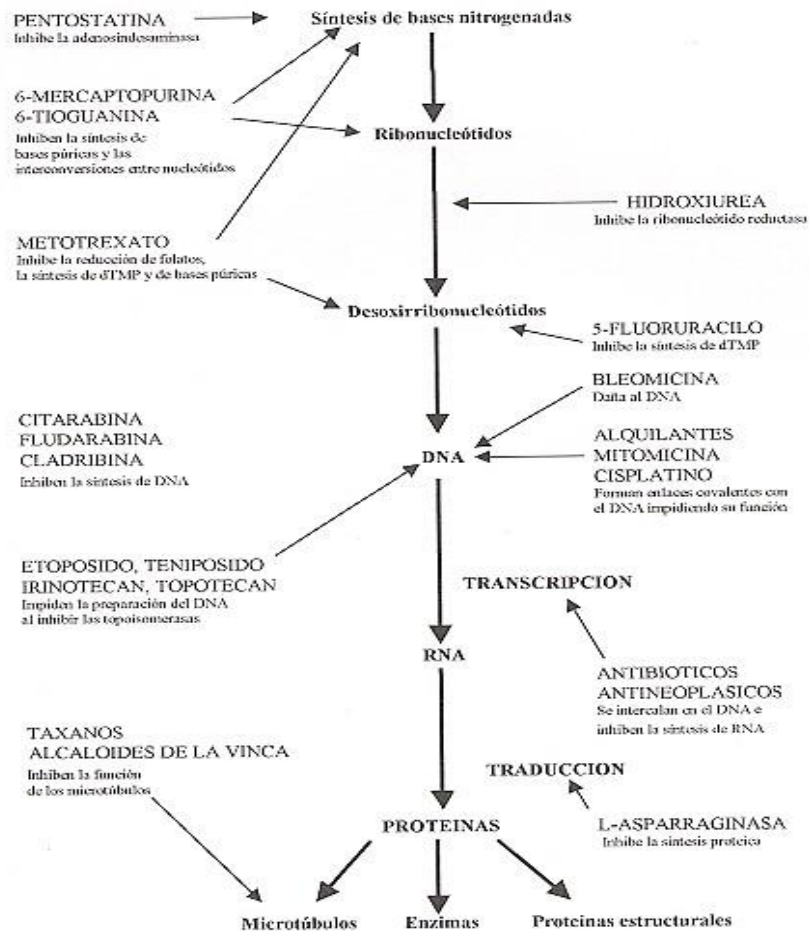 PENTOSTATINA
Inhibe la adenosindesaminasa
Síntesis de bases nitrogenadas
6-MERCAPTOPURINA
6-TIOGUANINA
Inhiben la síntesis de
bases púricas y las
interconversiones entre nucleótidos
Ribonucleótidos
HIDROXIUREA
Inhibe la ribonucleótido reductasa
METOTREXATO
Inhibe la reducción de folatos,
la síntesis de dTMP y de bases púricas
Desoxirribonucleótidos
5-FLUORURACILO
Inhibe la síntesis de dTMP
BLEOMICINA
Daña al DNA
CITARABINA
FLUDARABINA
CLADRIBINA
Inhiben la síntesis de DNA
DNA
ALQUILANTES
MITOMICINA
CISPLATINO
Forman enlaces covalentes con
el DNA impidiendo su función
ETOPOSIDO, TENIPOSIDO
IRINOTECAN, TOPOTECAN
Impiden la preparación del DNA
al inhibir las topoisomerasas
TRANSCRIPCION
RNA
ANTIBIOTICOS
ANTINEOPLASICOS
Se intercalan en el DNA e
inhiben la síntesis de RNA
TAXANOS
ALCALOIDES DE LA VINCA
Inhiben la función
de los microtúbulos
TRADUCCION
PROTEINAS
L-ASPARRAGINASA
Inhibe la síntesis proteica
Microtúbulos
Enzimas
Proteinas estructurales